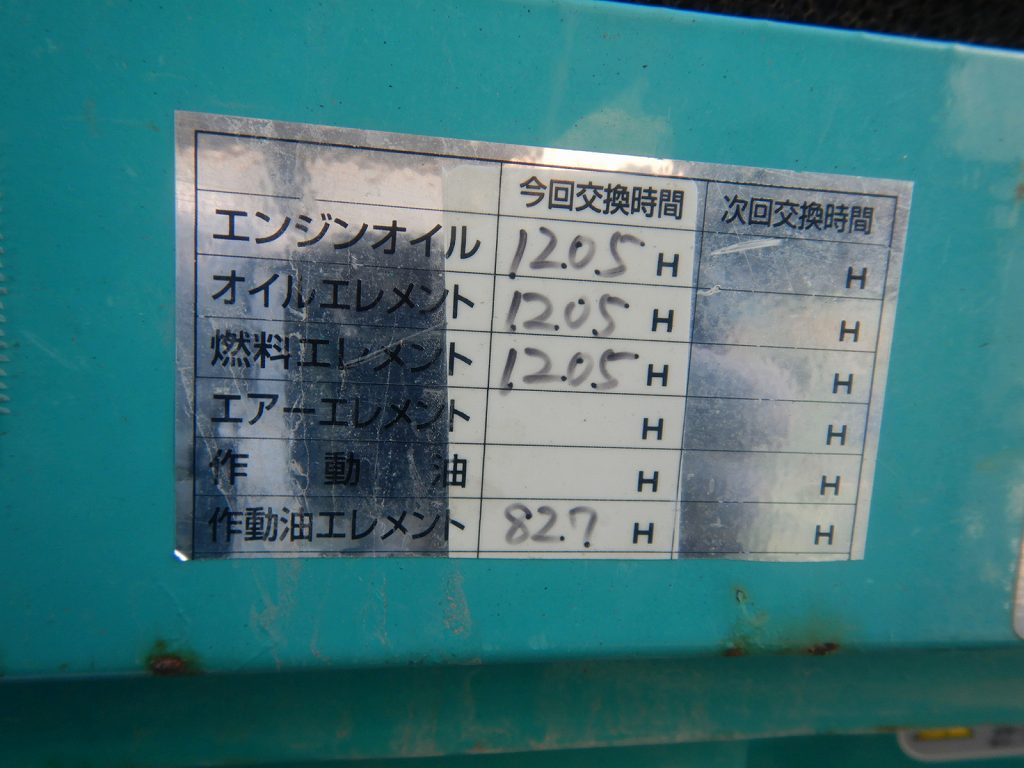 今回交換時間 次回交換時間
エンジンオイル 1205 H H
オイルエレメント 1205 H H
燃料エレメント 1205 H H
エアーエレメント H H
作動油 H H
作動油エレメント 82.7 H H